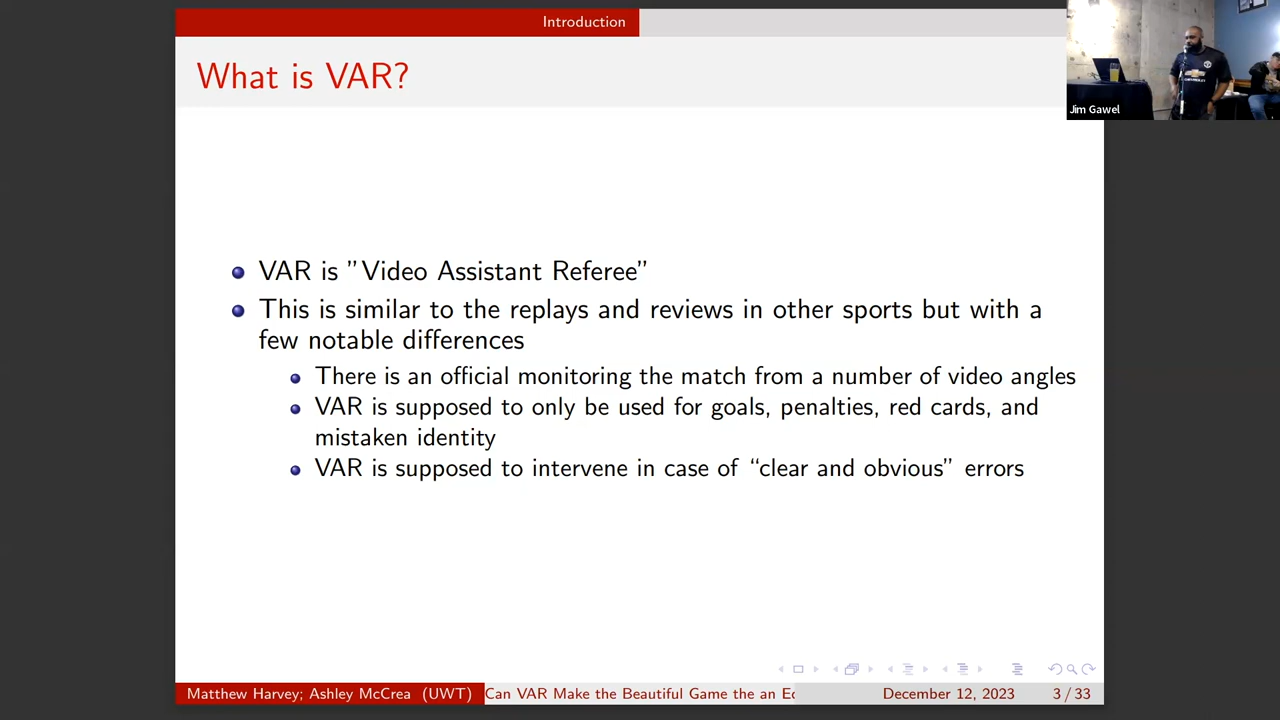 Introduction
What is VAR?
VAR is ”Video Assistant Referee”
This is similar to the replays and reviews in other sports but with a
few notable differences
There is an official monitoring the match from a number of video angles
VAR is supposed to only be used for goals, penalties, red cards, and
mistaken identity
VAR is supposed to intervene in case of “clear and obvious” errors
Matthew Harvey; Ashley McCrea (UWT) Can VAR Make the Beautiful Game the an Ec December 12, 2023 3 / 33
Jim Gawel
CHEVROLET